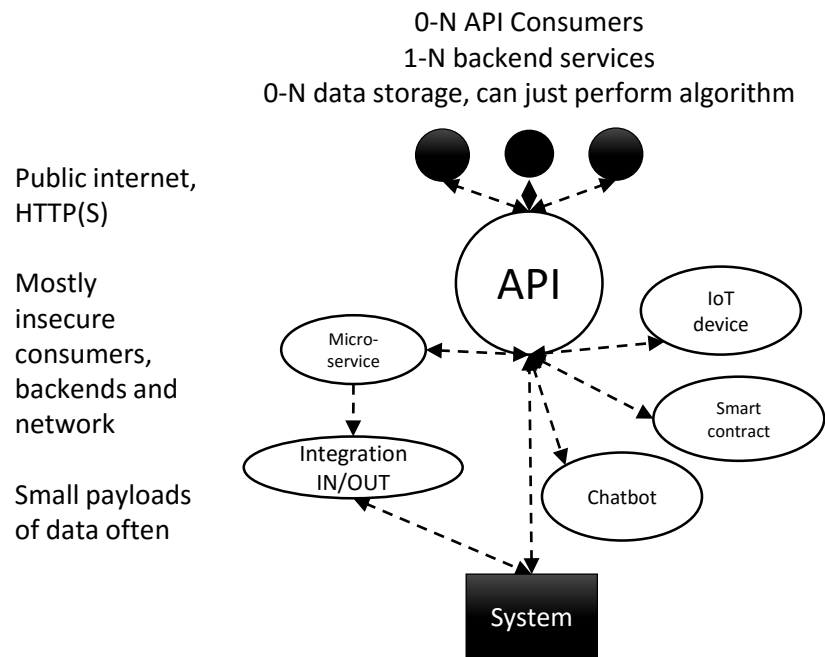 0-N API Consumers
1-N backend services
0-N data storage, can just perform algorithm
Public internet,
HTTP(S)
Mostly
insecure
consumers,
backends and
network
Small payloads
of data often
API
IoT
device
Micro-
service
Smart
contract
Integration
IN/OUT
Chatbot
System